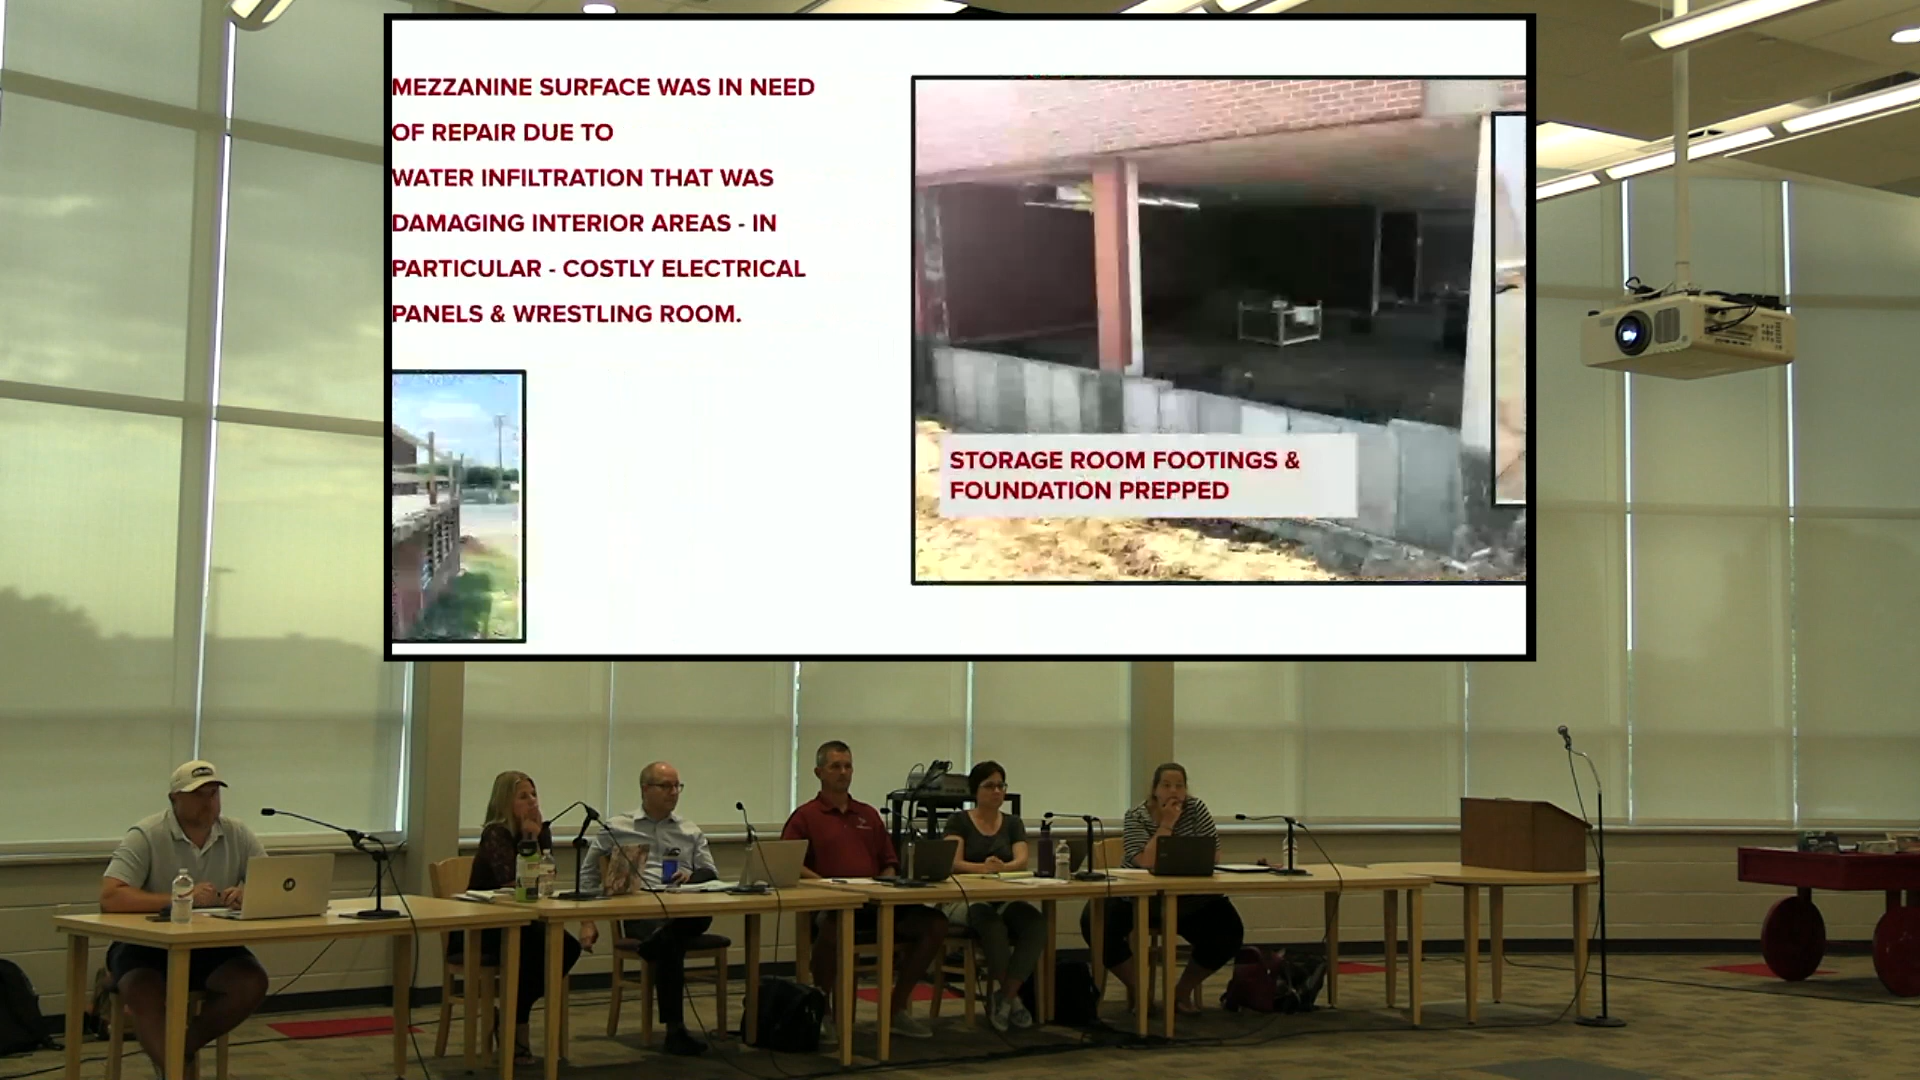 MEZZANINE SURFACE WAS IN NEED
OF REPAIR DUE TO
WATER INFILTRATION THAT WAS
DAMAGING INTERIOR AREAS - IN
PARTICULAR - COSTLY ELECTRICAL
PANELS & WRESTLING ROOM.
STORAGE ROOM FOOTINGS &
FOUNDATION PREPPED